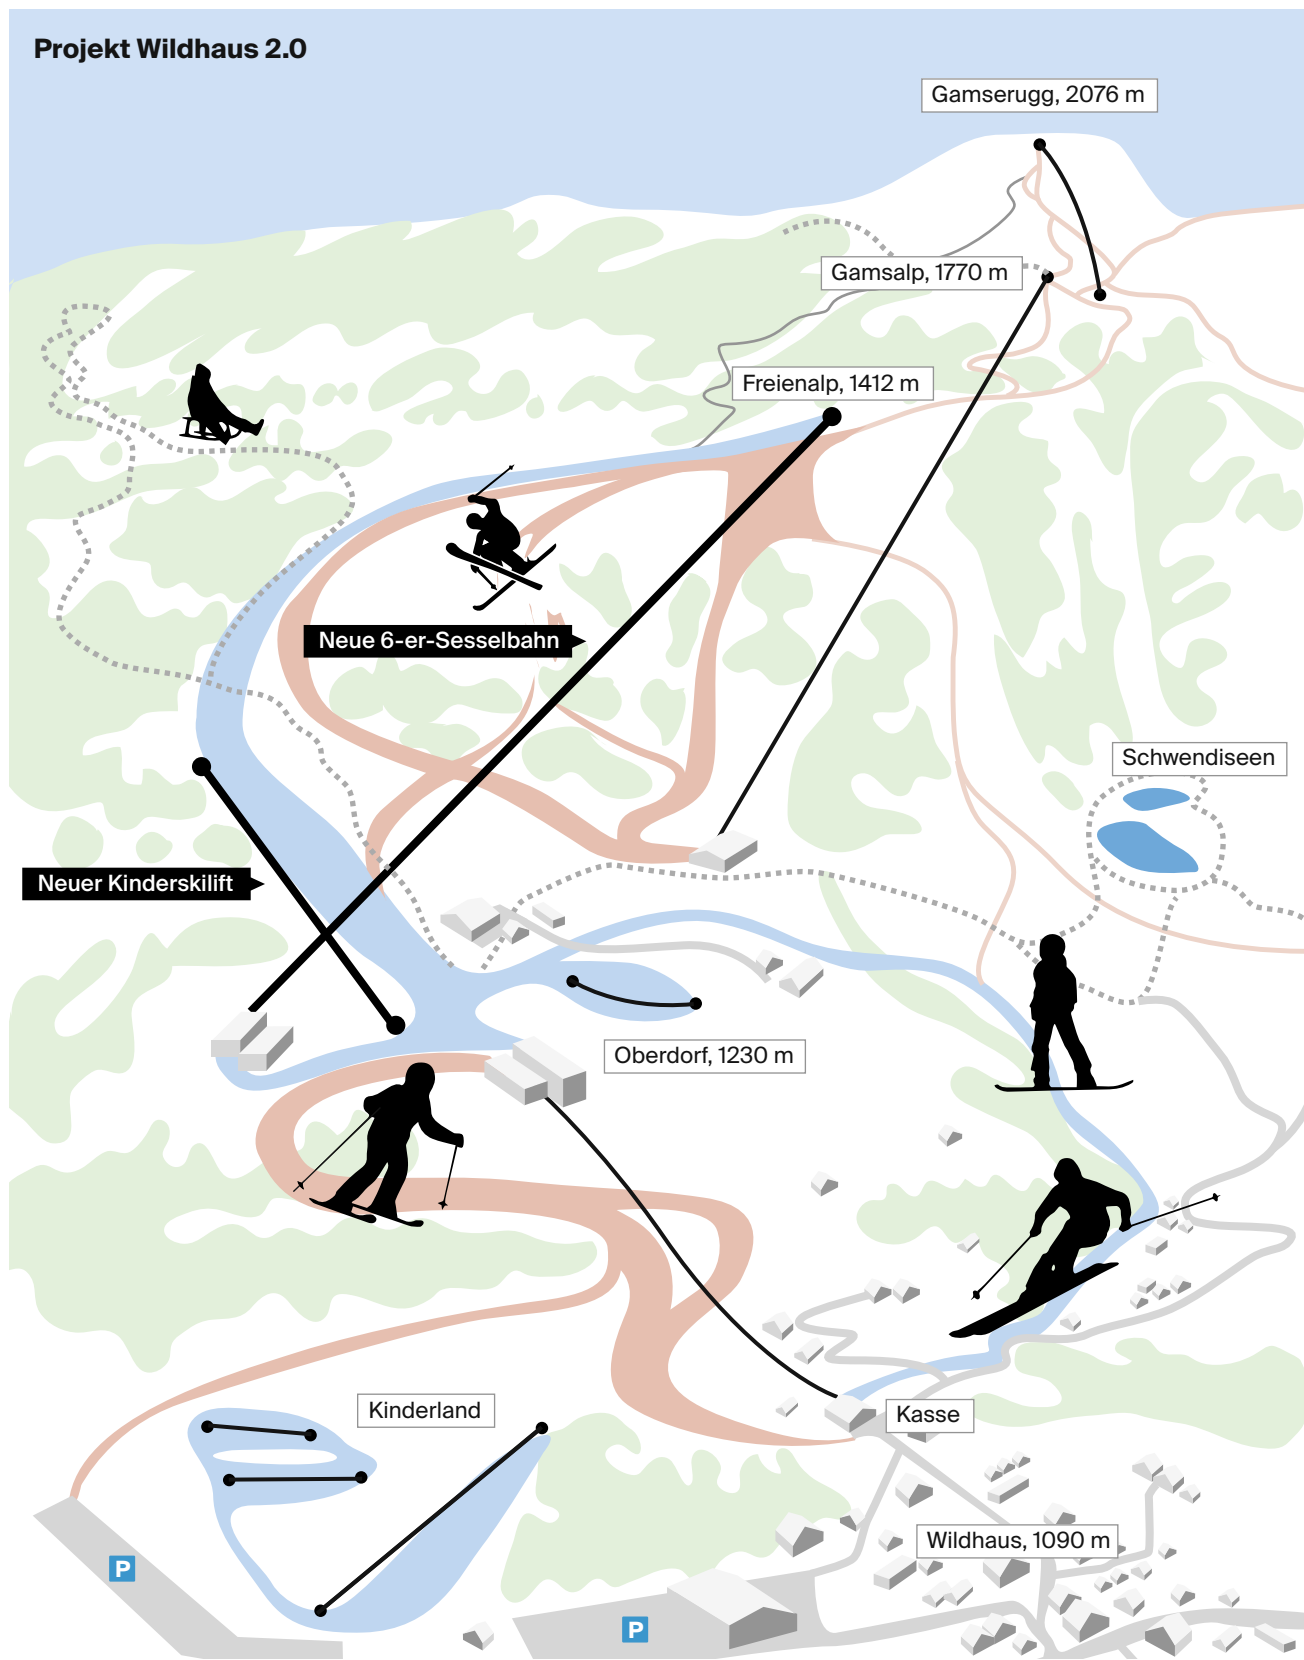 Projekt Wildhaus 2.0
Gamserugg, 2076 m
Gamsalp, 1770 m
Freienalp, 1412 m
Neue 6-er-Sesselbahn
Schwendiseen
Neuer Kinderskilift
Oberdorf, 1230 m
Kinderland
Kasse
Wildhaus, 1090 m
P
P